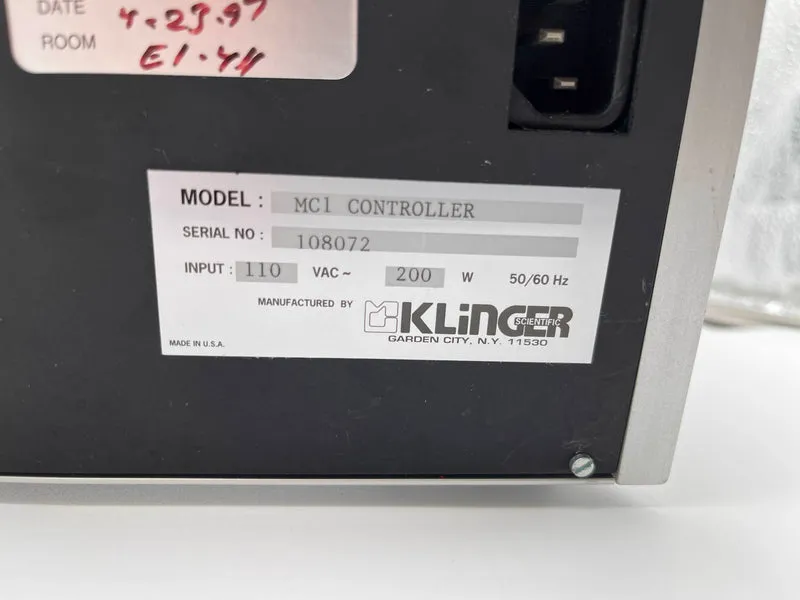 DATE 4.23.97
ROOM E1.44
MODEL : MC1 CONTROLLER
SERIAL NO : 108072
INPUT : 110 VAC~ 200 W 50/60 Hz
MANUFACTURED BY MC KLINGER SCIENTIFIC
GARDEN CITY, N.Y. 11530
MADE IN U.S.A.